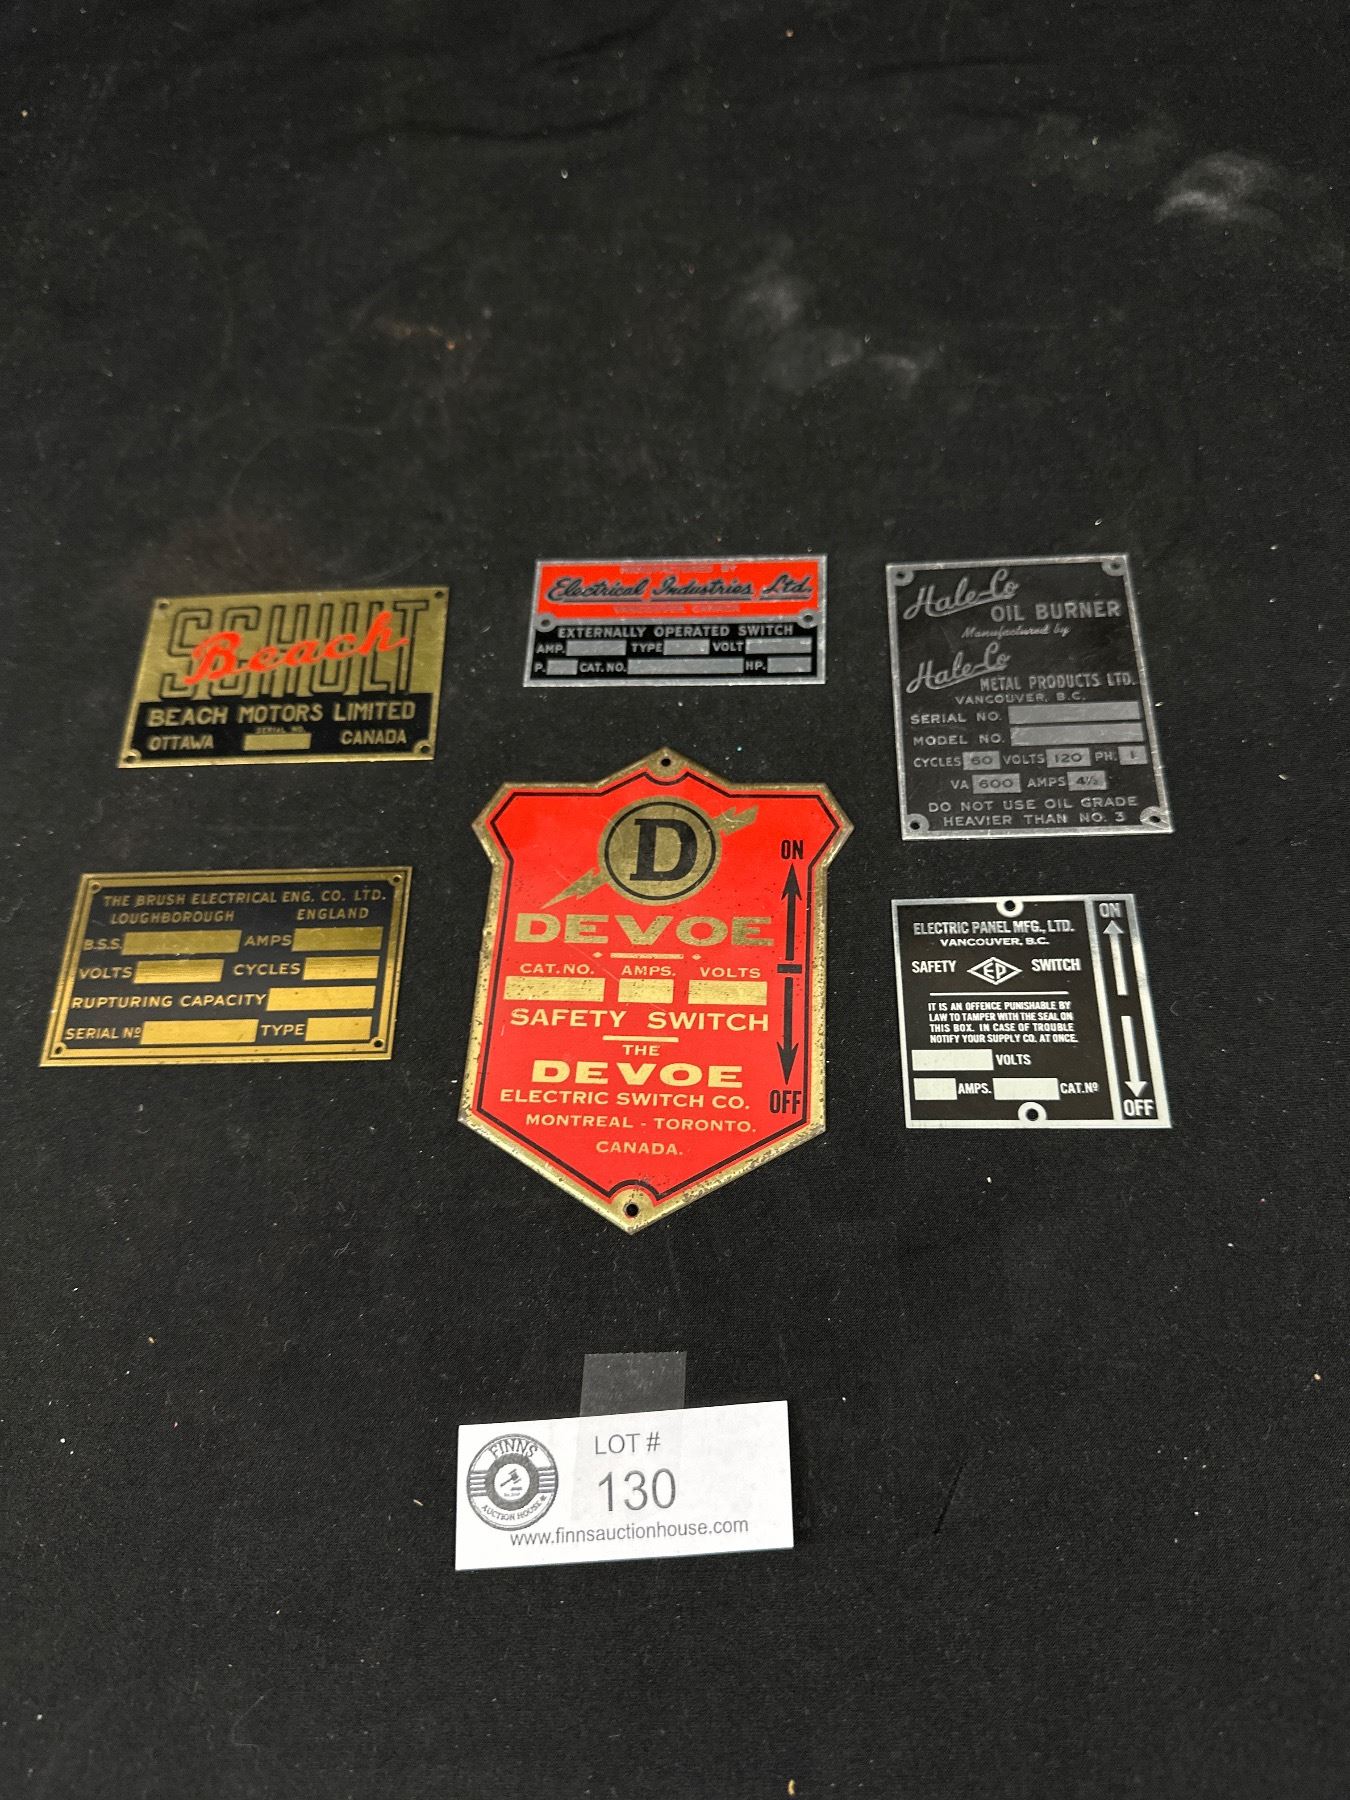 SCHULT
Beach
BEACH MOTORS LIMITED
SERIAL NO.
OTTAWA CANADA
MANUFACTURED BY
Electrical Industries Ltd.
VANCOUVER CANADA
EXTERNALLY OPERATED SWITCH
AMP. TYPE VOLT
P. CAT. NO. HP.
Hale-Co
OIL BURNER
Manufactured by
Hale-Co
METAL PRODUCTS LTD.
VANCOUVER, B.C.
SERIAL NO.
MODEL NO.
CYCLES 60 VOLTS 120 PH. 1
VA 600 AMPS 4½
DO NOT USE OIL GRADE
HEAVIER THAN NO. 3
THE BRUSH ELECTRICAL ENG. CO. LTD.
LOUGHBOROUGH ENGLAND
B.S.S. AMPS
VOLTS CYCLES
RUPTURING CAPACITY
SERIAL Nº TYPE
D
ON
DEVOE
CAT. NO. AMPS. VOLTS
SAFETY SWITCH
THE
DEVOE
ELECTRIC SWITCH CO.
OFF
MONTREAL - TORONTO.
CANADA.
ELECTRIC PANEL MFG., LTD.
VANCOUVER, B.C.
SAFETY EP SWITCH
IT IS AN OFFENCE PUNISHABLE BY
LAW TO TAMPER WITH THE SEAL ON
THIS BOX. IN CASE OF TROUBLE
NOTIFY YOUR SUPPLY CO. AT ONCE.
VOLTS
AMPS. CAT. Nº
ON
OFF
FINNS
AUCTION HOUSE
LOT #
130
www.finnsauctionhouse.com